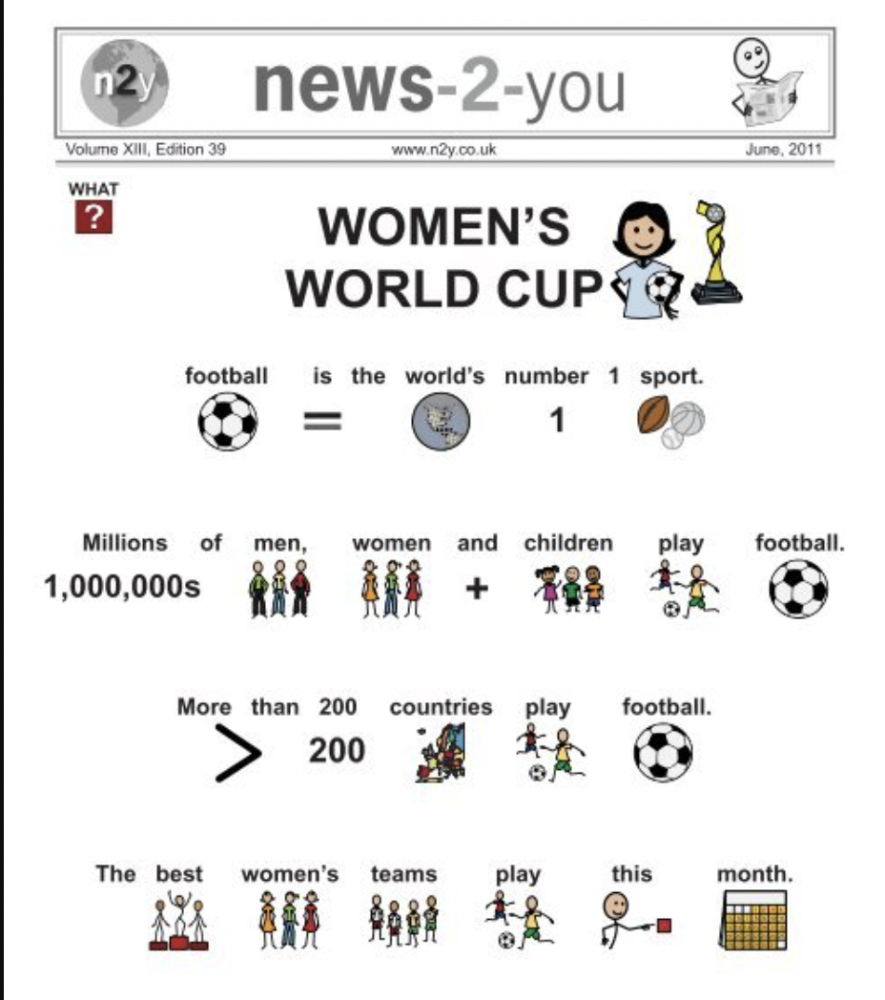 n2y
news-2-you
Volume XIII, Edition 39 www.n2y.co.uk June, 2011
WHAT
?
WOMEN'S
WORLD CUP
football is the world's number 1 sport.
= 1
Millions of men, women and children play football.
1,000,000s +
More than 200 countries play football.
> 200
The best women's teams play this month.